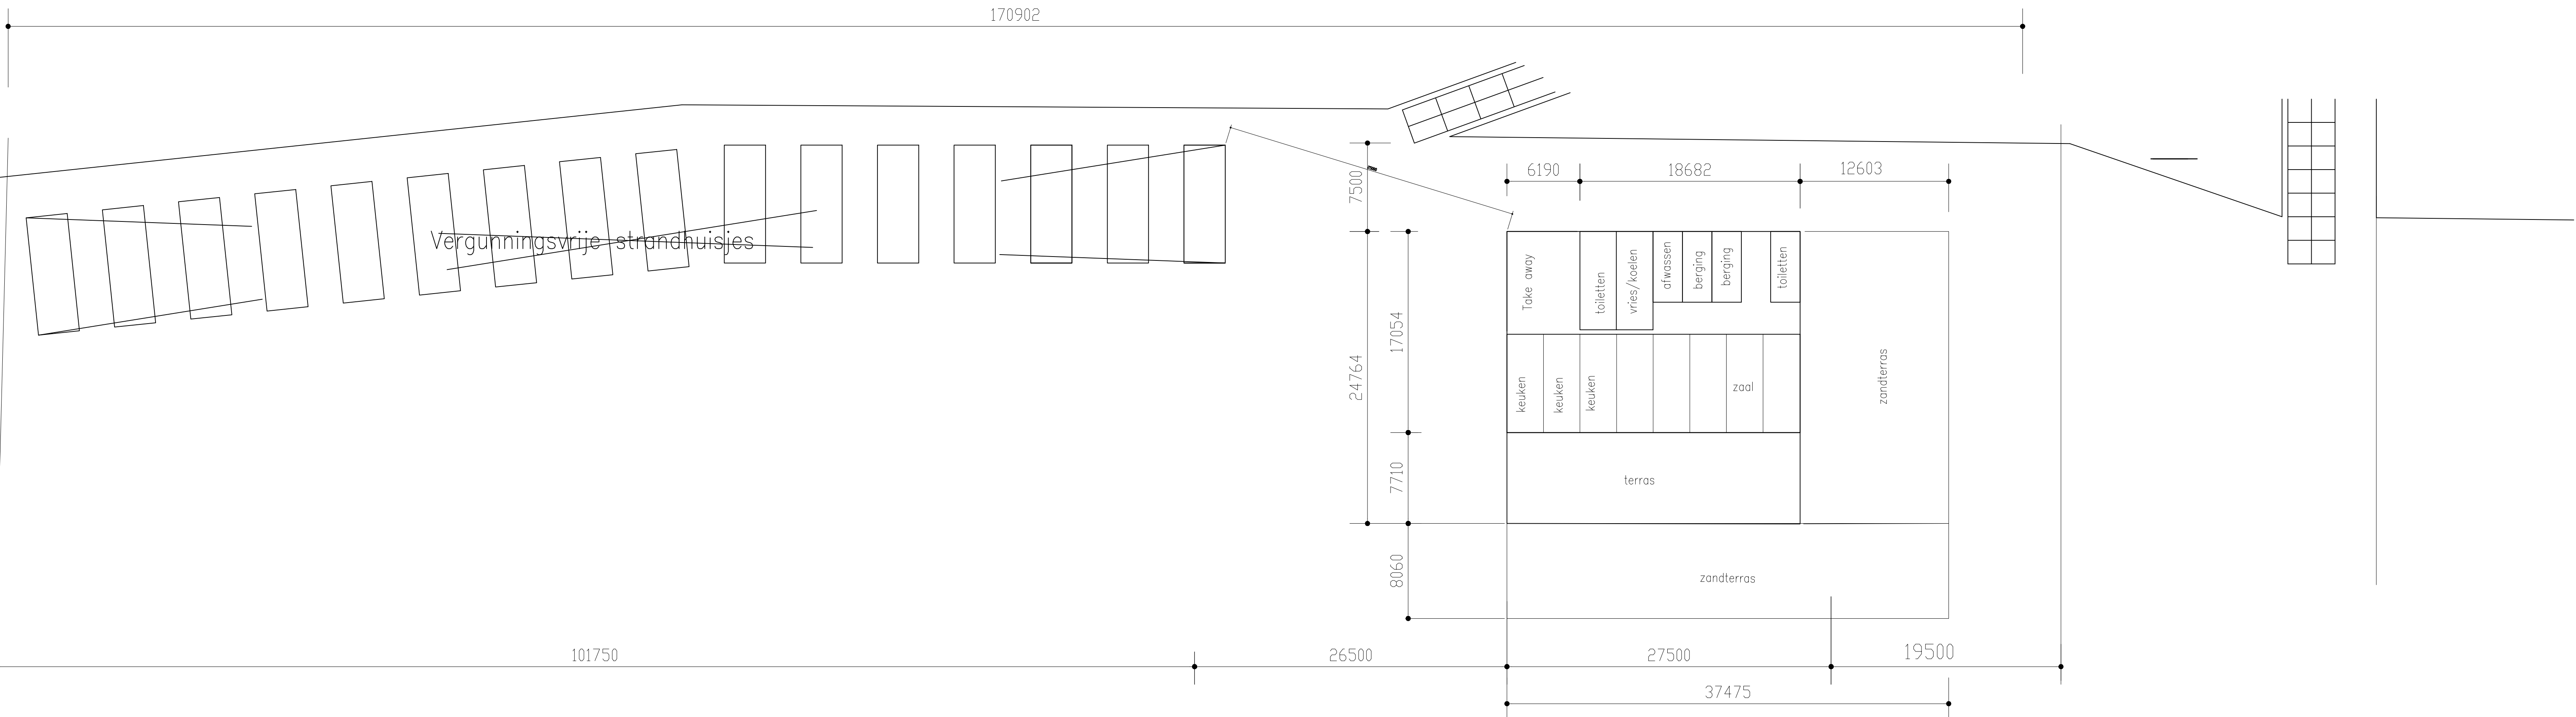 170902
6190
18682
12603
7500
Vergunningsvrije strandhuisjes
Take away
toiletten
vries/koelen
afwassen
berging
berging
toiletten
17054
24764
keuken
keuken
keuken
zaal
zandterras
7710
terras
8060
zandterras
101750
26500
27500
19500
37475